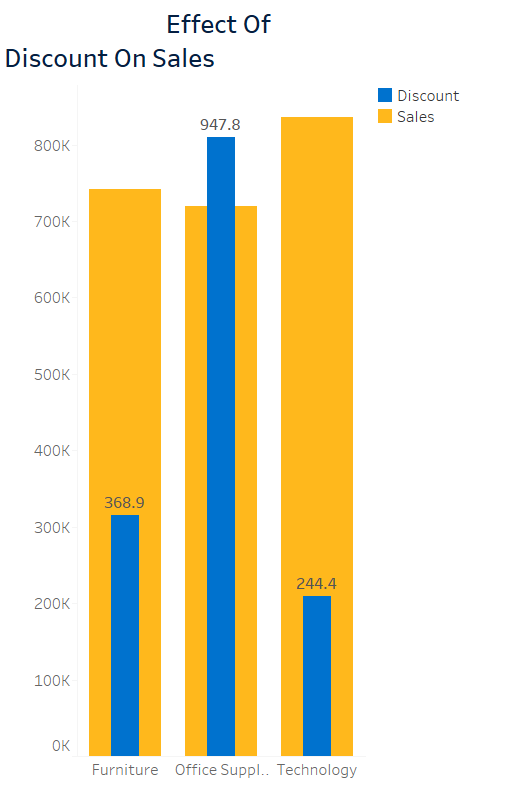 Effect Of
Discount On Sales
Discount
Sales
947.8
800K
700K
600K
500K
400K
368.9
300K
244.4
200K
100K
0K
Furniture
Office Suppl..
Technology